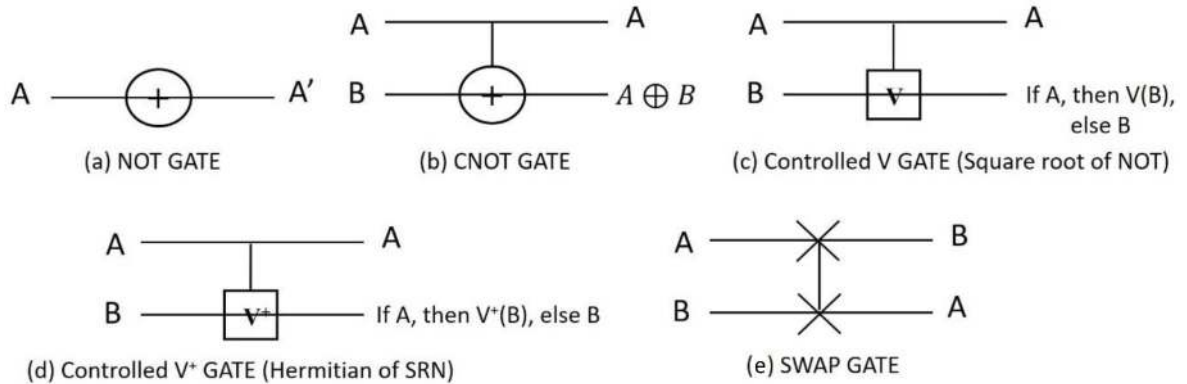 A
A'
(a) NOT GATE
A
A
B
A ⊕ B
(b) CNOT GATE
A
A
B
V
If A, then V(B),
else B
(c) Controlled V GATE (Square root of NOT)
A
A
B
V⁺
If A, then V⁺(B), else B
(d) Controlled V⁺ GATE (Hermitian of SRN)
A
B
B
A
(e) SWAP GATE